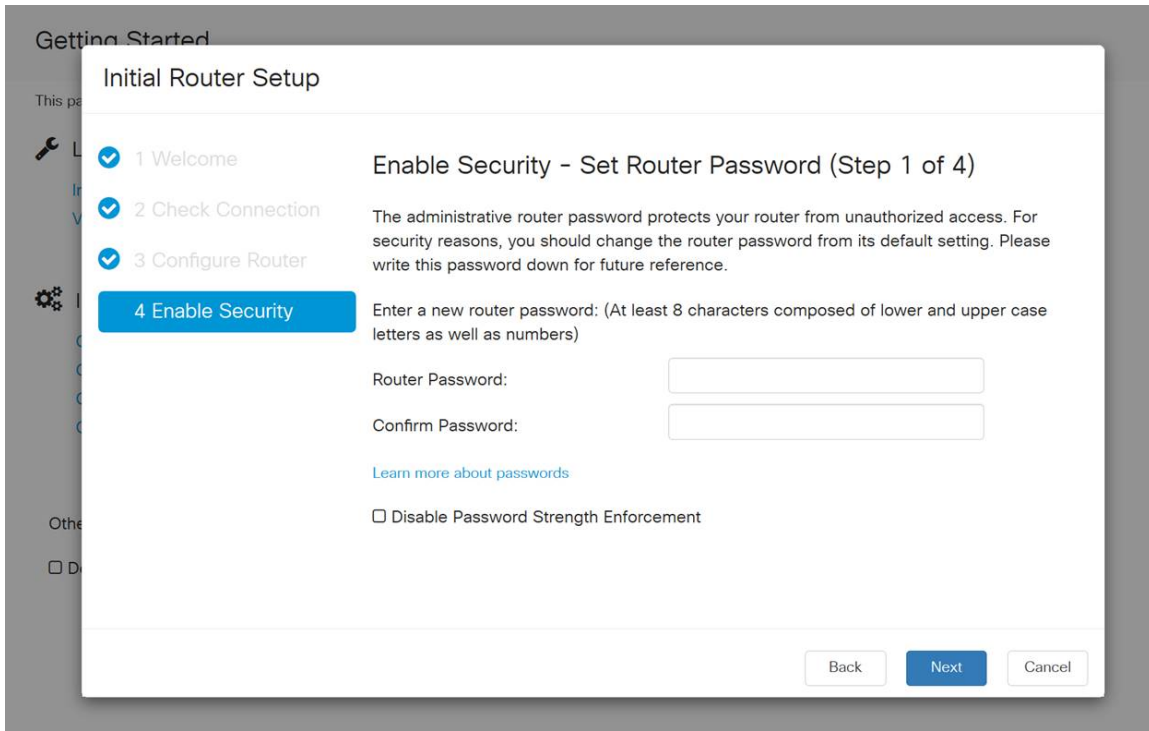 Getting Started
Initial Router Setup
This pa
1 Welcome
2 Check Connection
3 Configure Router
4 Enable Security
Enable Security - Set Router Password (Step 1 of 4)
The administrative router password protects your router from unauthorized access. For
security reasons, you should change the router password from its default setting. Please
write this password down for future reference.
Enter a new router password: (At least 8 characters composed of lower and upper case
letters as well as numbers)
Router Password:
Confirm Password:
Learn more about passwords
Disable Password Strength Enforcement
Othe
Back
Next
Cancel